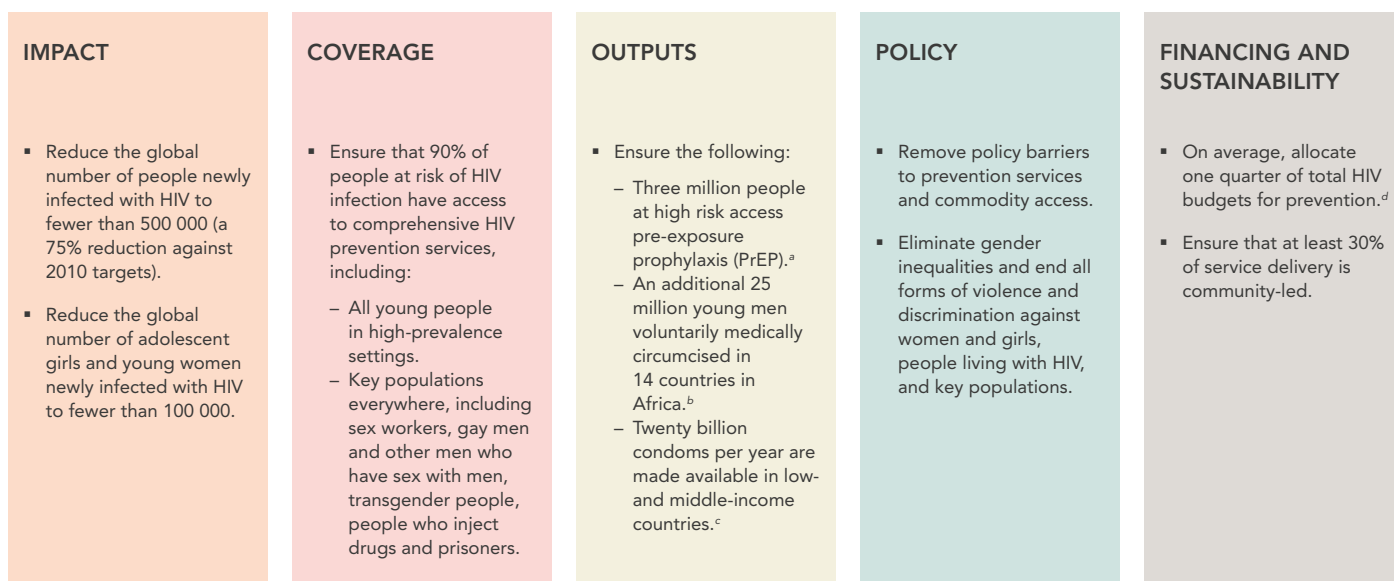 IMPACT
▪ Reduce the global
number of people newly
infected with HIV to
fewer than 500 000 (a
75% reduction against
2010 targets).
▪ Reduce the global
number of adolescent
girls and young women
newly infected with HIV
to fewer than 100 000.
COVERAGE
▪ Ensure that 90% of
people at risk of HIV
infection have access
to comprehensive HIV
prevention services,
including:
– All young people
in high-prevalence
settings.
– Key populations
everywhere, including
sex workers, gay men
and other men who
have sex with men,
transgender people,
people who inject
drugs and prisoners.
OUTPUTS
▪ Ensure the following:
– Three million people
at high risk access
pre-exposure
prophylaxis (PrEP).a
– An additional 25
million young men
voluntarily medically
circumcised in
14 countries in
Africa.b
– Twenty billion
condoms per year are
made available in low-
and middle-income
countries.c
POLICY
▪ Remove policy barriers
to prevention services
and commodity access.
▪ Eliminate gender
inequalities and end all
forms of violence and
discrimination against
women and girls,
people living with HIV,
and key populations.
FINANCING AND
SUSTAINABILITY
▪ On average, allocate
one quarter of total HIV
budgets for prevention.d
▪ Ensure that at least 30%
of service delivery is
community-led.